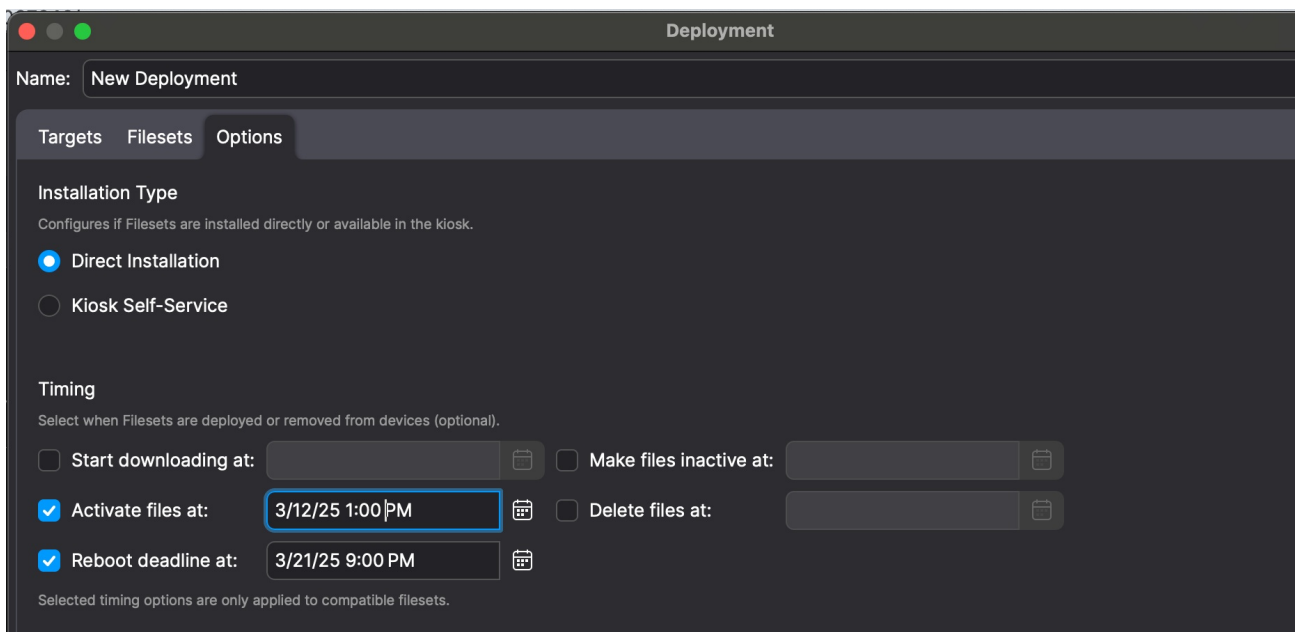 Deployment
Name: New Deployment
Targets Filesets Options
Installation Type
Configures if Filesets are installed directly or available in the kiosk.
Direct Installation
Kiosk Self-Service
Timing
Select when Filesets are deployed or removed from devices (optional).
Start downloading at: Make files inactive at:
Activate files at: 3/12/25 1:00 PM Delete files at:
Reboot deadline at: 3/21/25 9:00 PM
Selected timing options are only applied to compatible filesets.